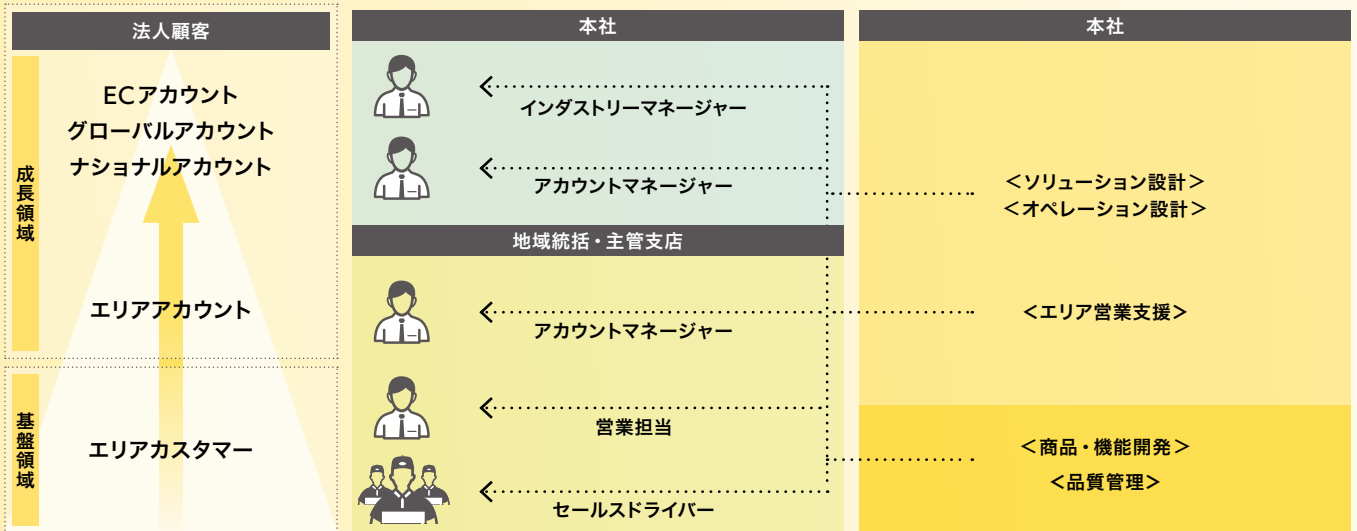 法人顧客
成長領域
ECアカウント
グローバルアカウント
ナショナルアカウント
エリアアカウント
基盤領域
エリアカスタマー
本社
インダストリーマネージャー
アカウントマネージャー
地域統括・主管支店
アカウントマネージャー
営業担当
セールスドライバー
本社
＜ソリューション設計＞
＜オペレーション設計＞
＜エリア営業支援＞
＜商品・機能開発＞
＜品質管理＞